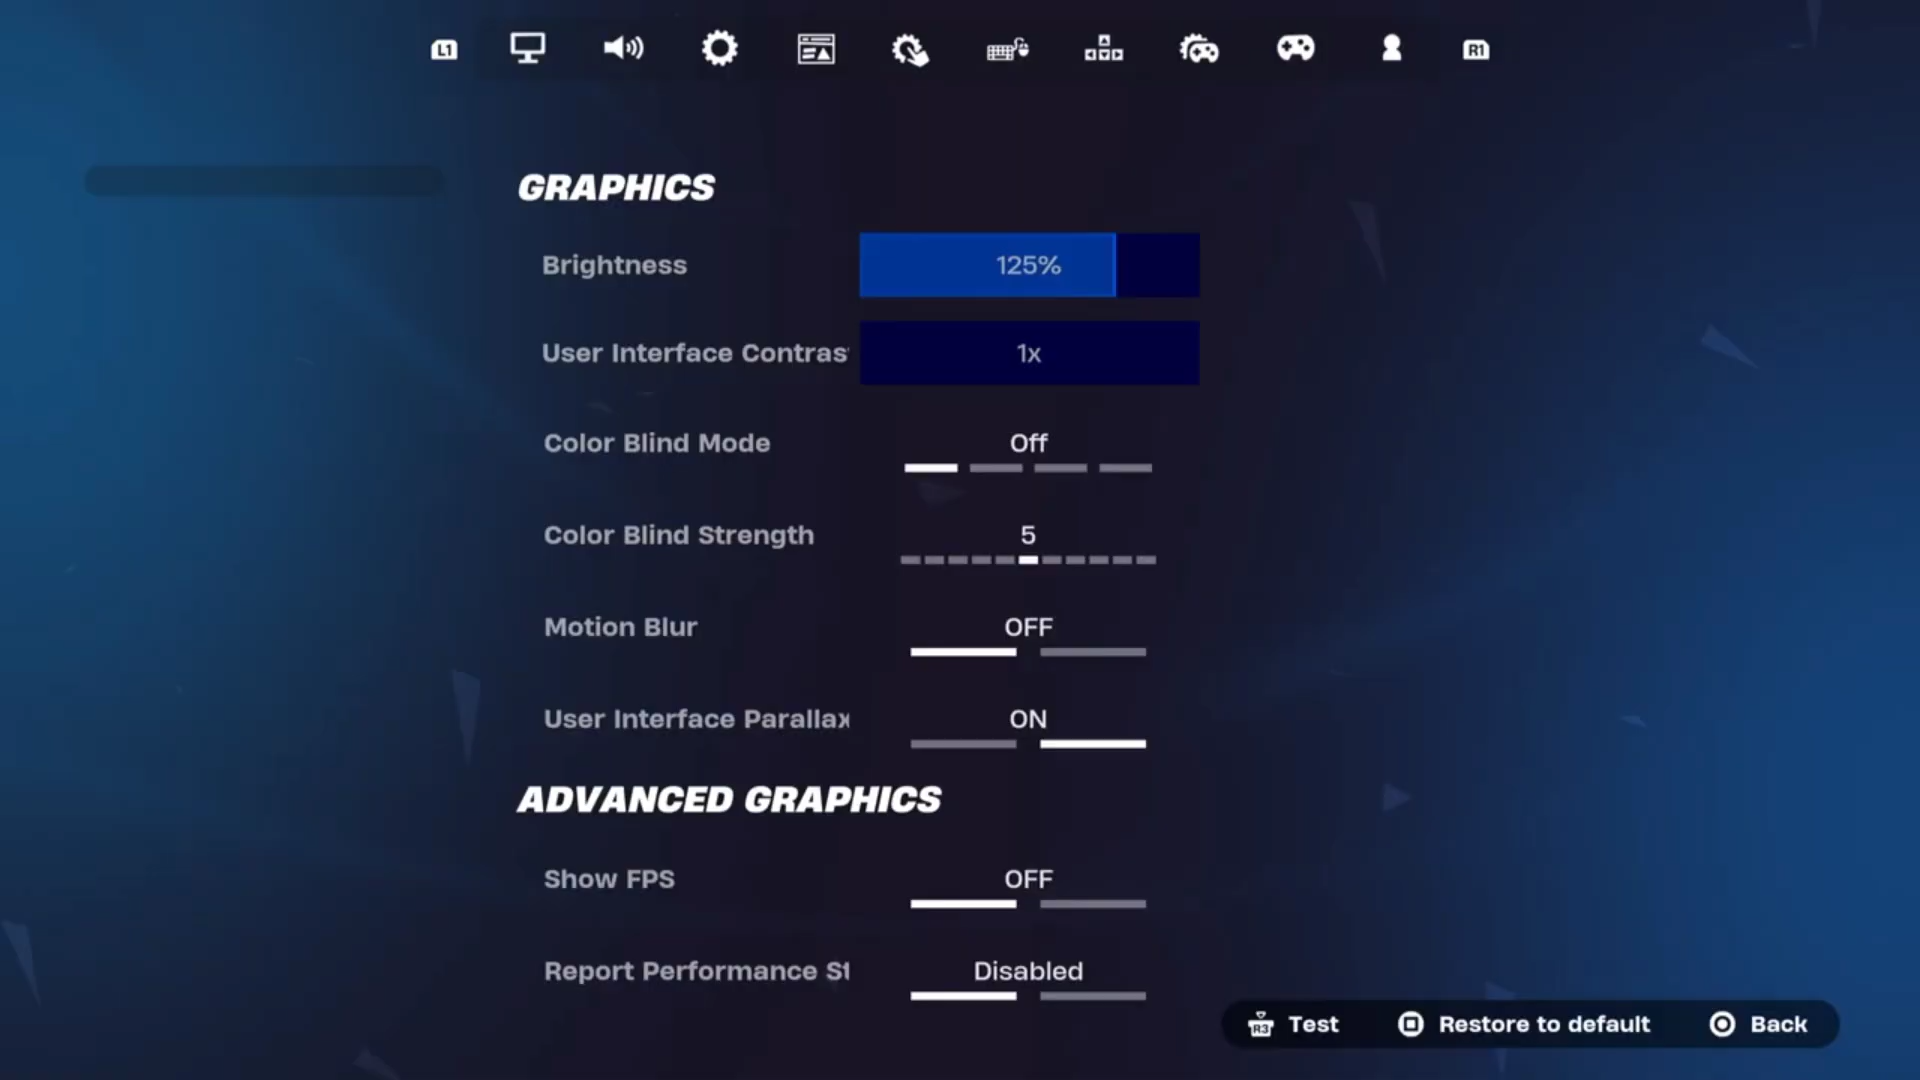 L1 R1
GRAPHICS
Brightness 125%
User Interface Contras 1x
Color Blind Mode Off
Color Blind Strength 5
Motion Blur OFF
User Interface Parallax ON
ADVANCED GRAPHICS
Show FPS OFF
Report Performance St Disabled
R3 Test Restore to default Back